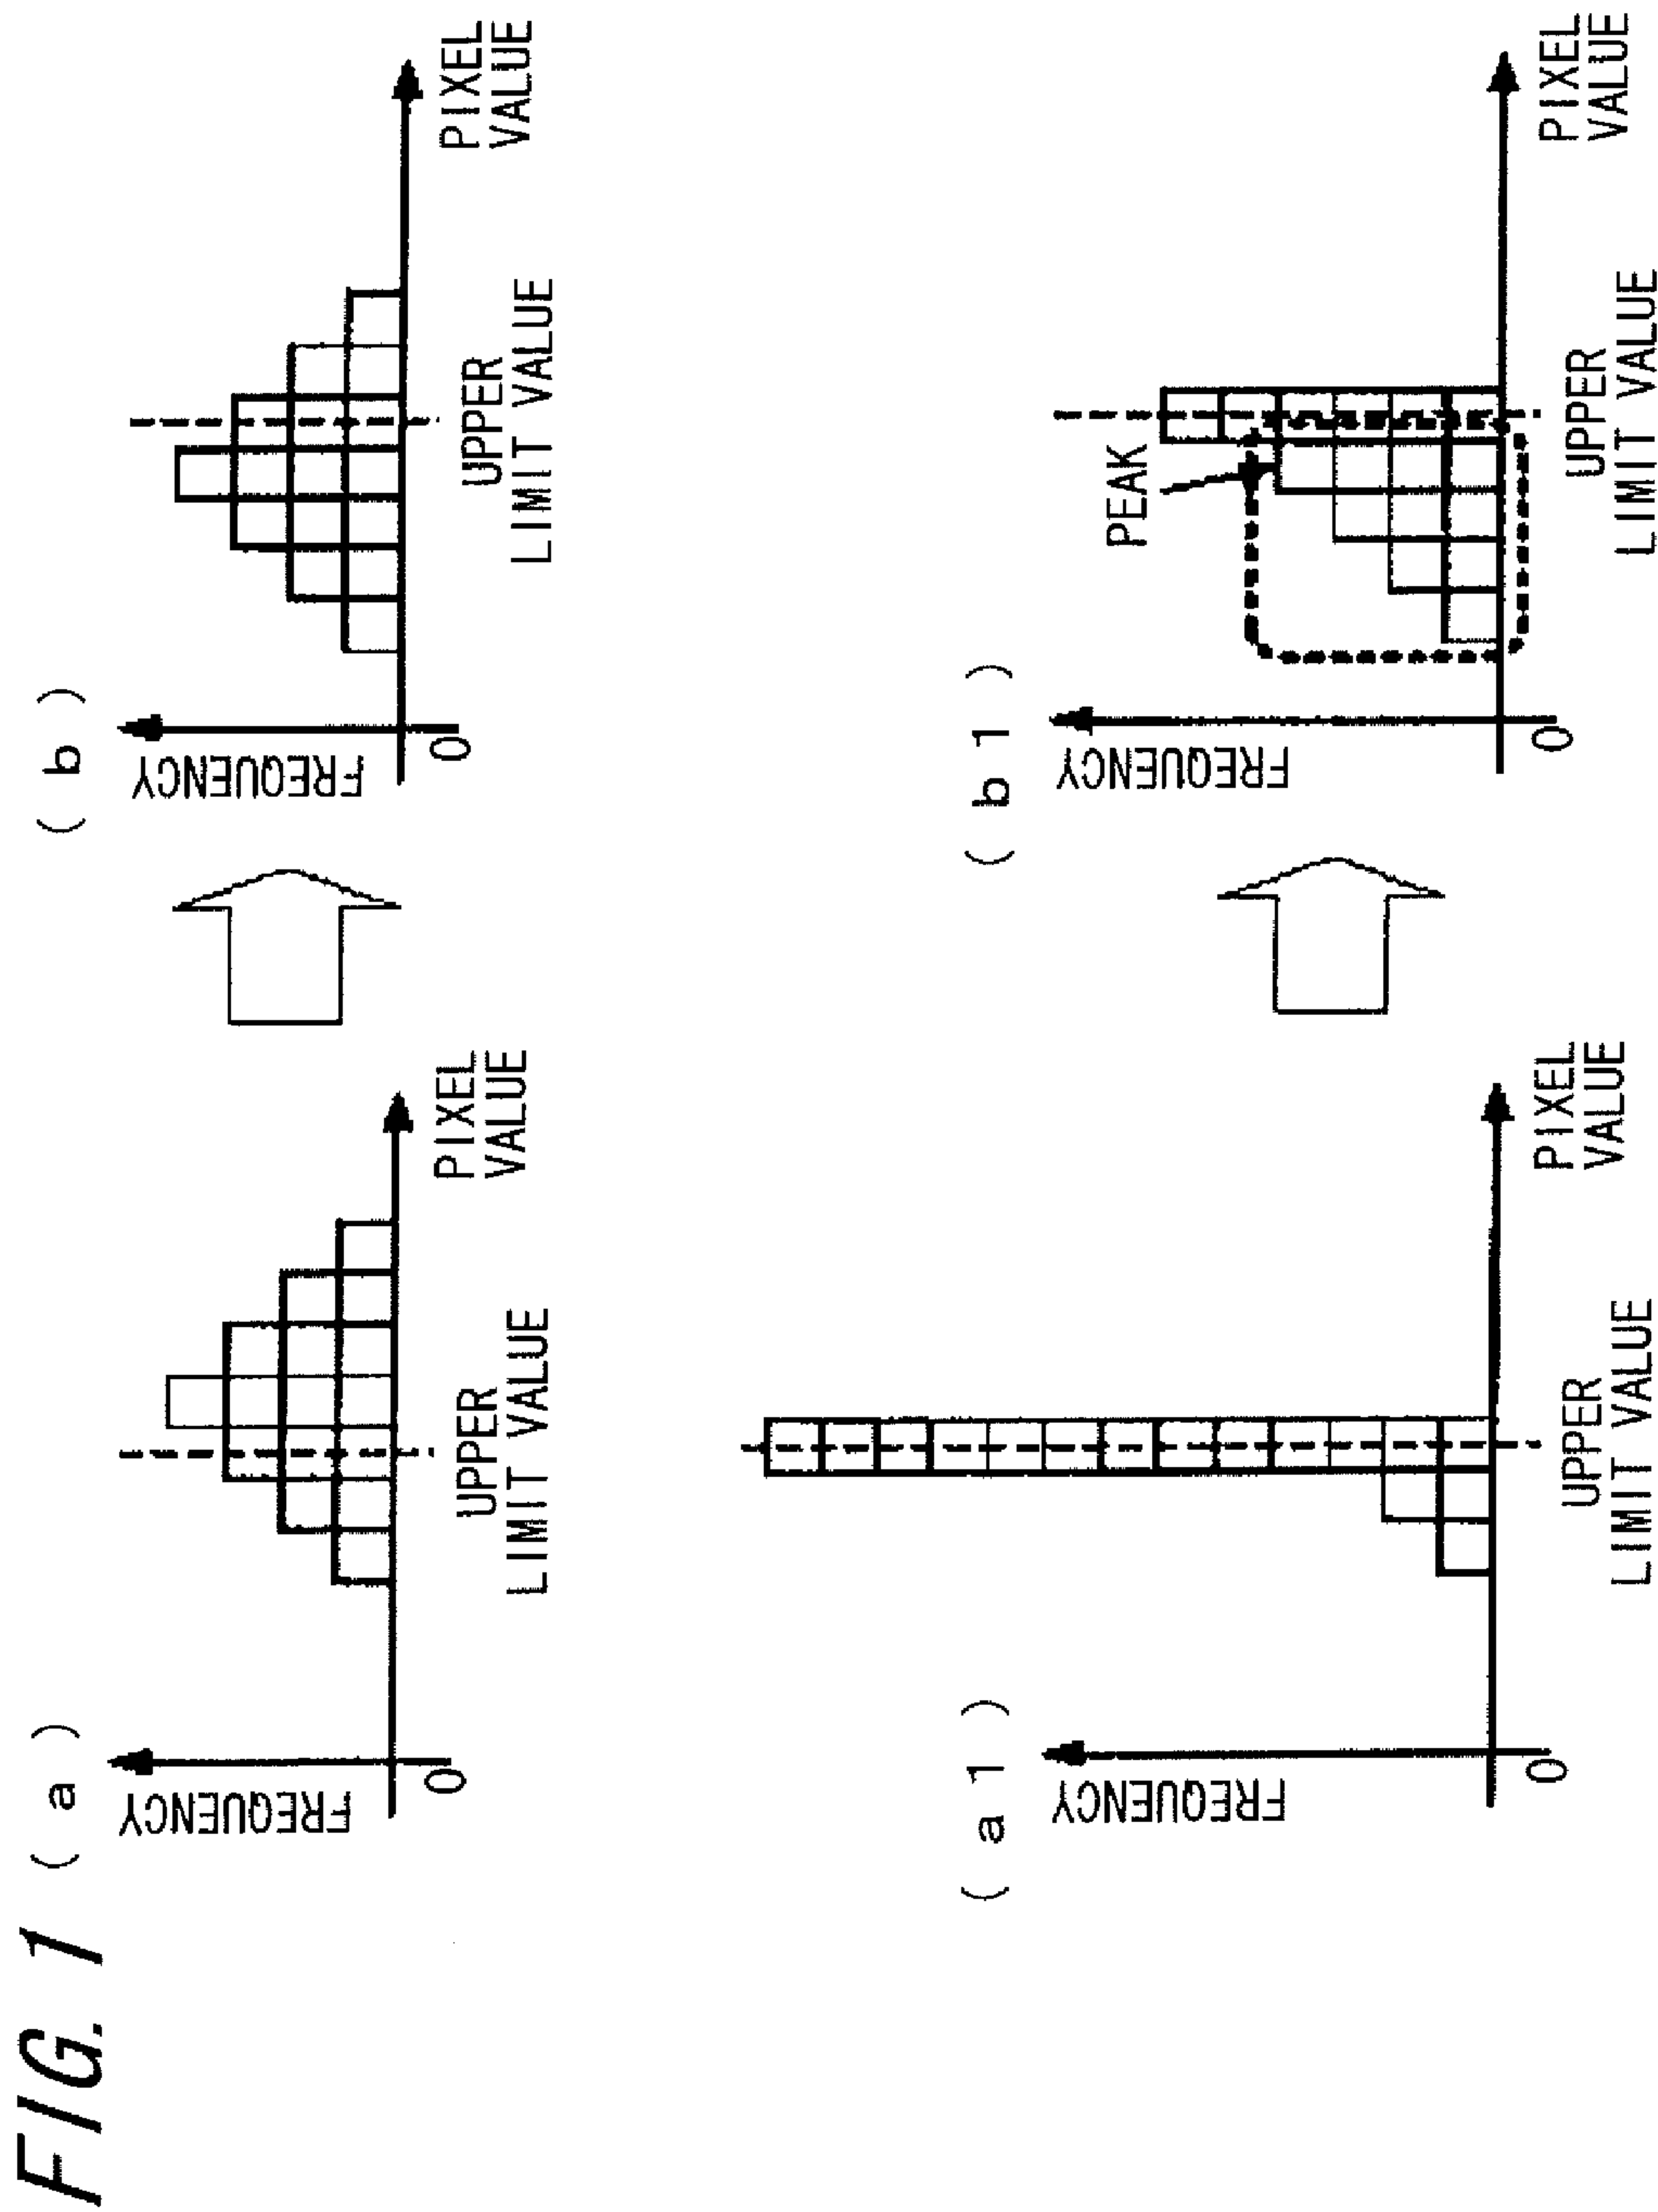 FIG. 1
( a )
FREQUENCY
0
UPPER
LIMIT VALUE
PIXEL
VALUE
( b )
FREQUENCY
0
UPPER
LIMIT VALUE
PIXEL
VALUE
( a 1 )
FREQUENCY
0
UPPER
LIMIT VALUE
PIXEL
VALUE
( b 1 )
FREQUENCY
PEAK
0
UPPER
LIMIT VALUE
PIXEL
VALUE